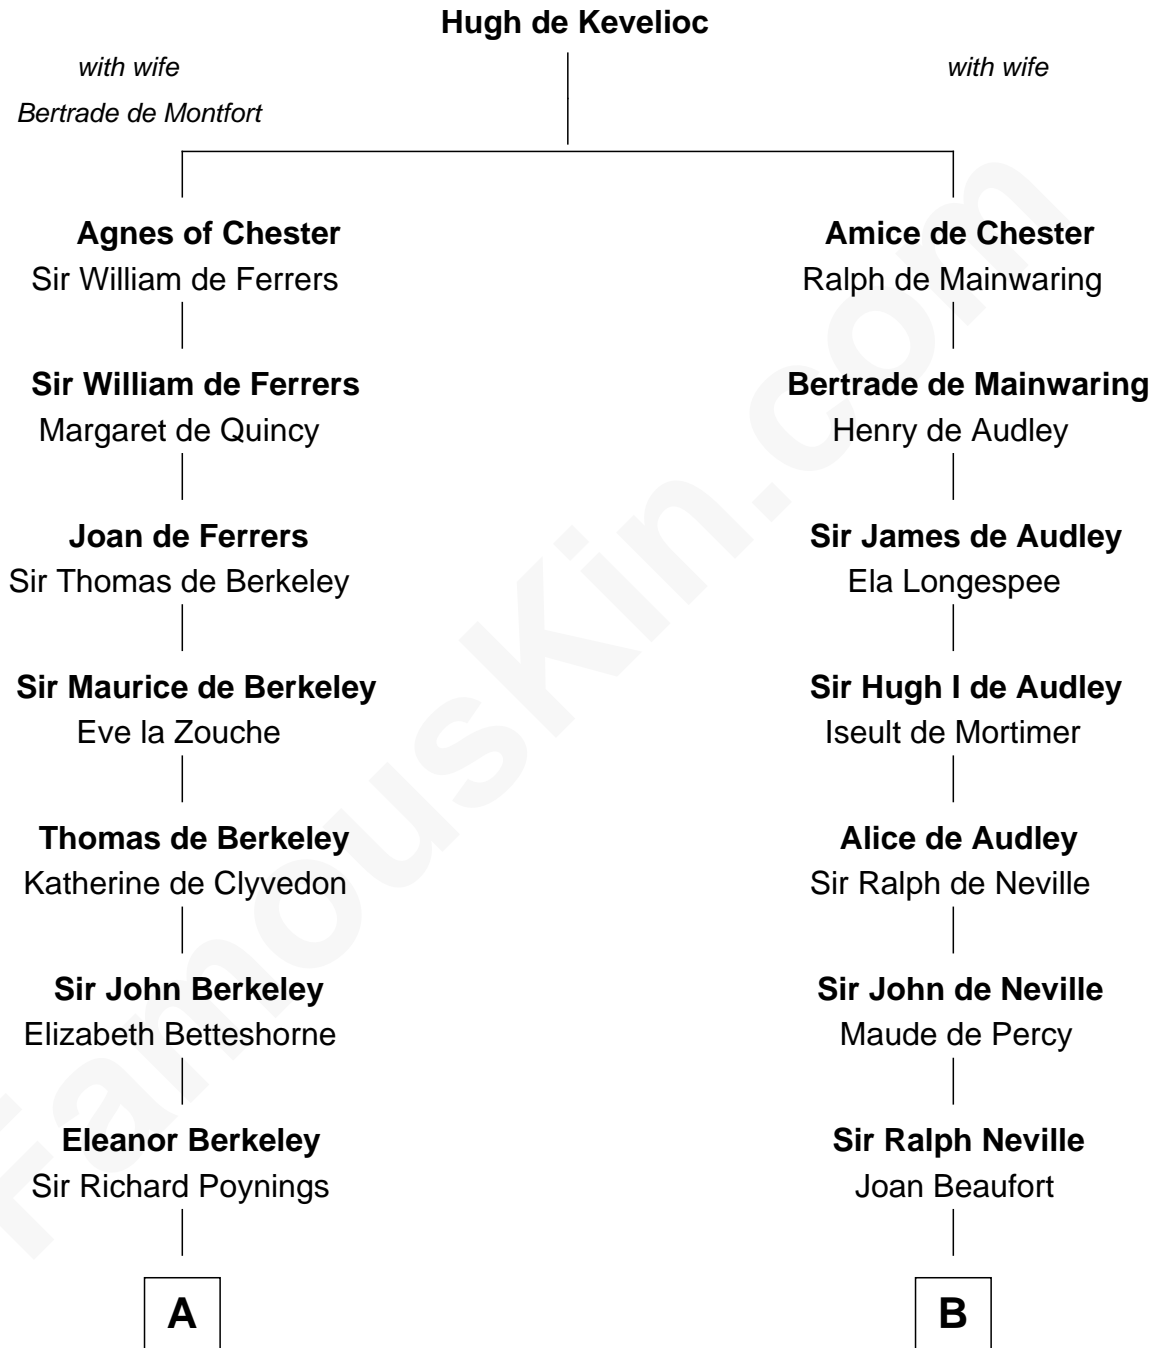 Hugh de Kevelioc
with wife
Bertrade de Montfort
with wife
Agnes of Chester
Sir William de Ferrers
Amice de Chester
Ralph de Mainwaring
Sir William de Ferrers
Margaret de Quincy
Bertrade de Mainwaring
Henry de Audley
Joan de Ferrers
Sir Thomas de Berkeley
Sir James de Audley
Ela Longespee
Sir Maurice de Berkeley
Eve la Zouche
Sir Hugh I de Audley
Iseult de Mortimer
Thomas de Berkeley
Katherine de Clyvedon
Alice de Audley
Sir Ralph de Neville
Sir John Berkeley
Elizabeth Betteshorne
Sir John de Neville
Maude de Percy
Eleanor Berkeley
Sir Richard Poynings
Sir Ralph Neville
Joan Beaufort
A
B
FamousKin.com